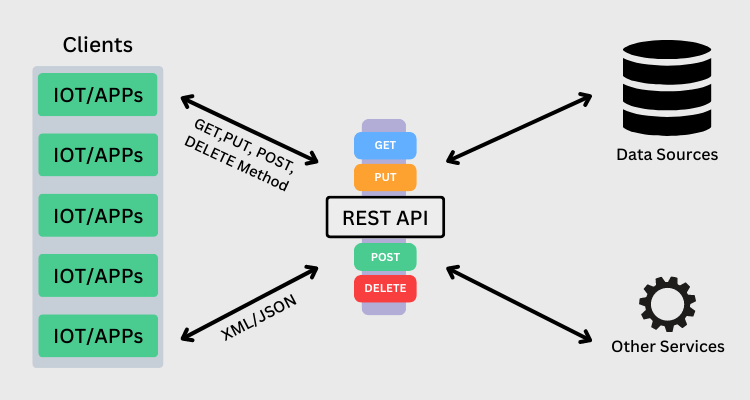 Clients
IOT/APPs
IOT/APPs
IOT/APPs
IOT/APPs
IOT/APPs
GET,PUT, POST,
DELETE Method
XML/JSON
GET
PUT
REST API
POST
DELETE
Data Sources
Other Services